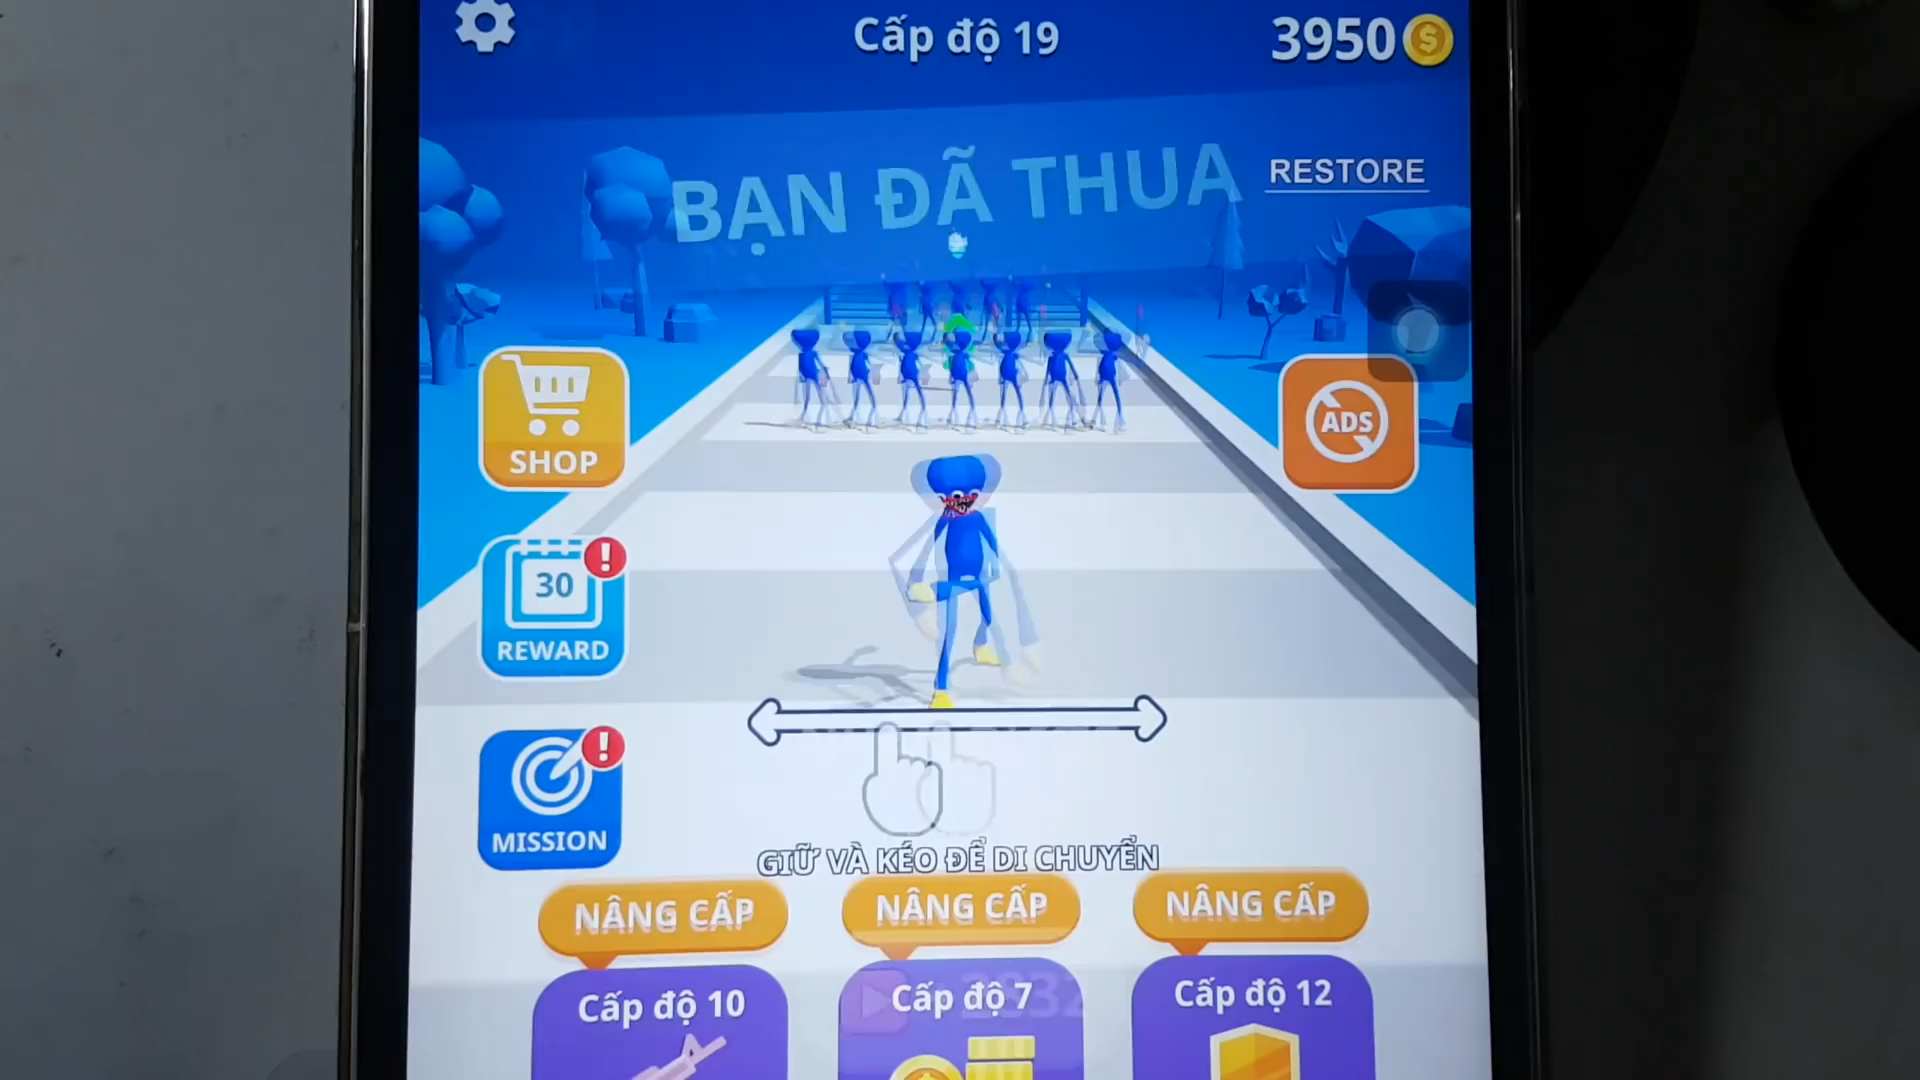 Cấp độ 19
3950
BẠN ĐÃ THUA
RESTORE
SHOP
ADS
30
REWARD
MISSION
GIỮ VÀ KÉO ĐỂ DI CHUYỂN
NÂNG CẤP
NÂNG CẤP
NÂNG CẤP
Cấp độ 10
Cấp độ 7
Cấp độ 12